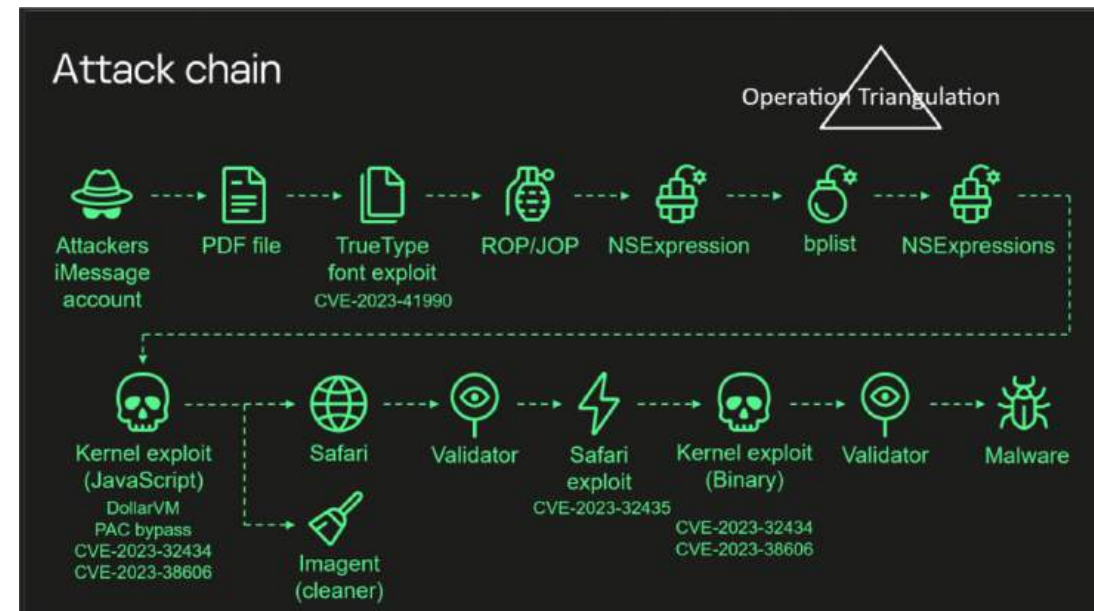 Attack chain
Operation Triangulation
Attackers
iMessage
account
PDF file
TrueType
font exploit
CVE-2023-41990
ROP/JOP
NSExpression
bplist
NSExpressions
Kernel exploit
(JavaScript)
DollarVM
PAC bypass
CVE-2023-32434
CVE-2023-38606
Safari
Imagent
(cleaner)
Validator
Safari
exploit
CVE-2023-32435
Kernel exploit
(Binary)
CVE-2023-32434
CVE-2023-38606
Validator
Malware